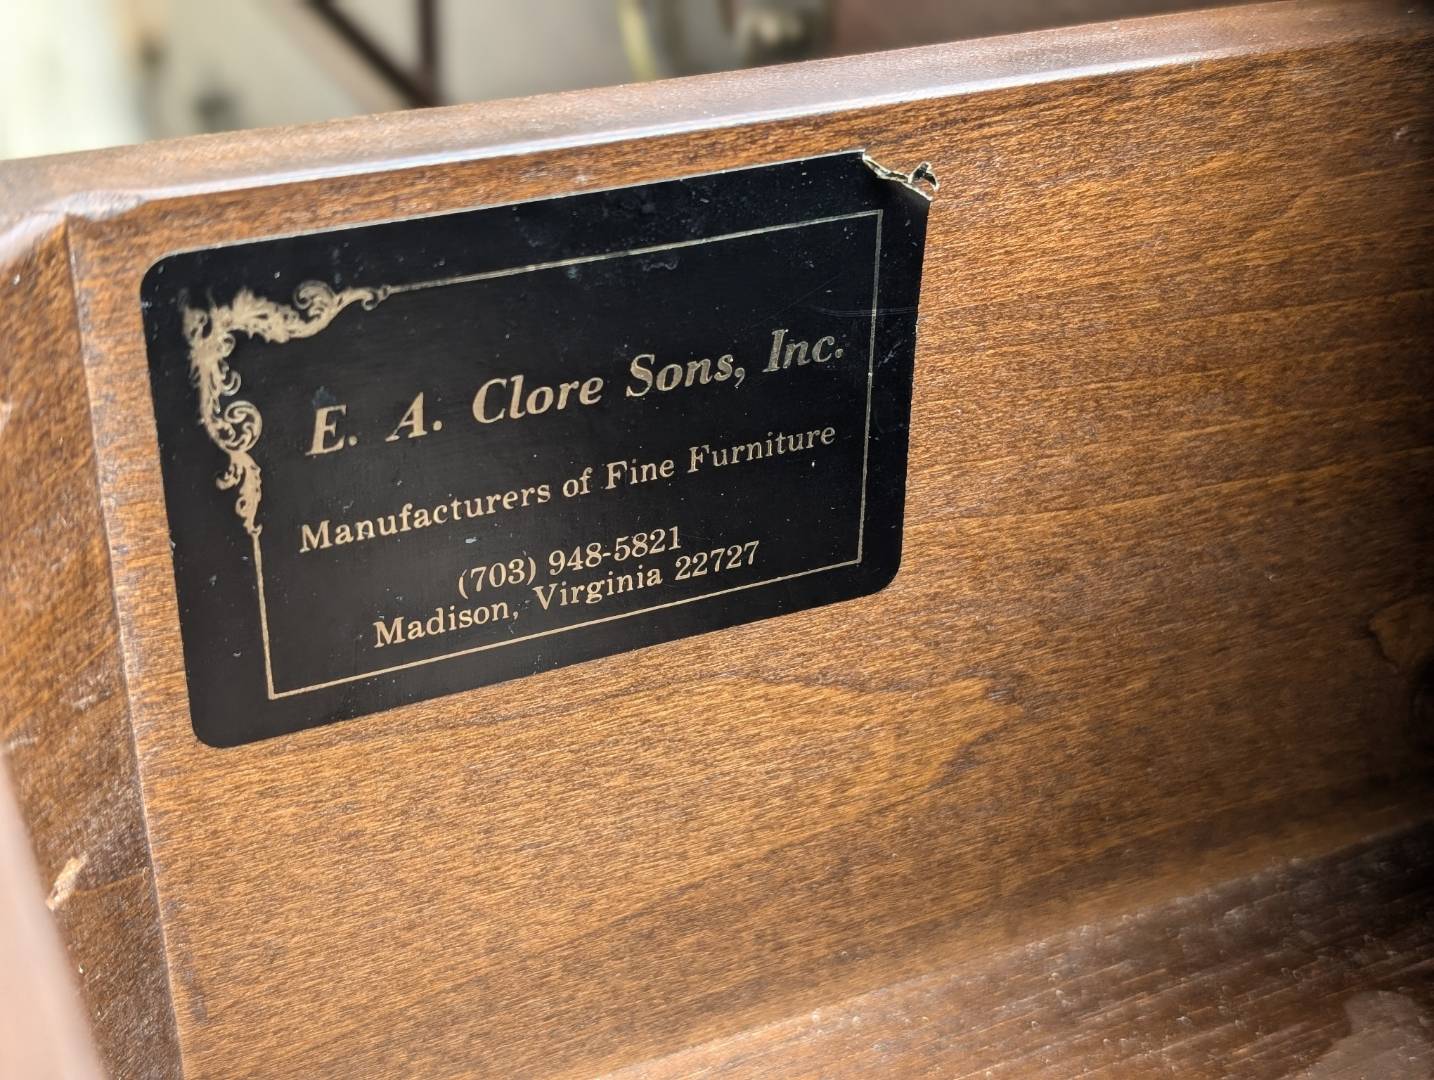 E. A. Clore Sons, Inc.
Manufacturers of Fine Furniture
(703) 948-5821
Madison, Virginia 22727